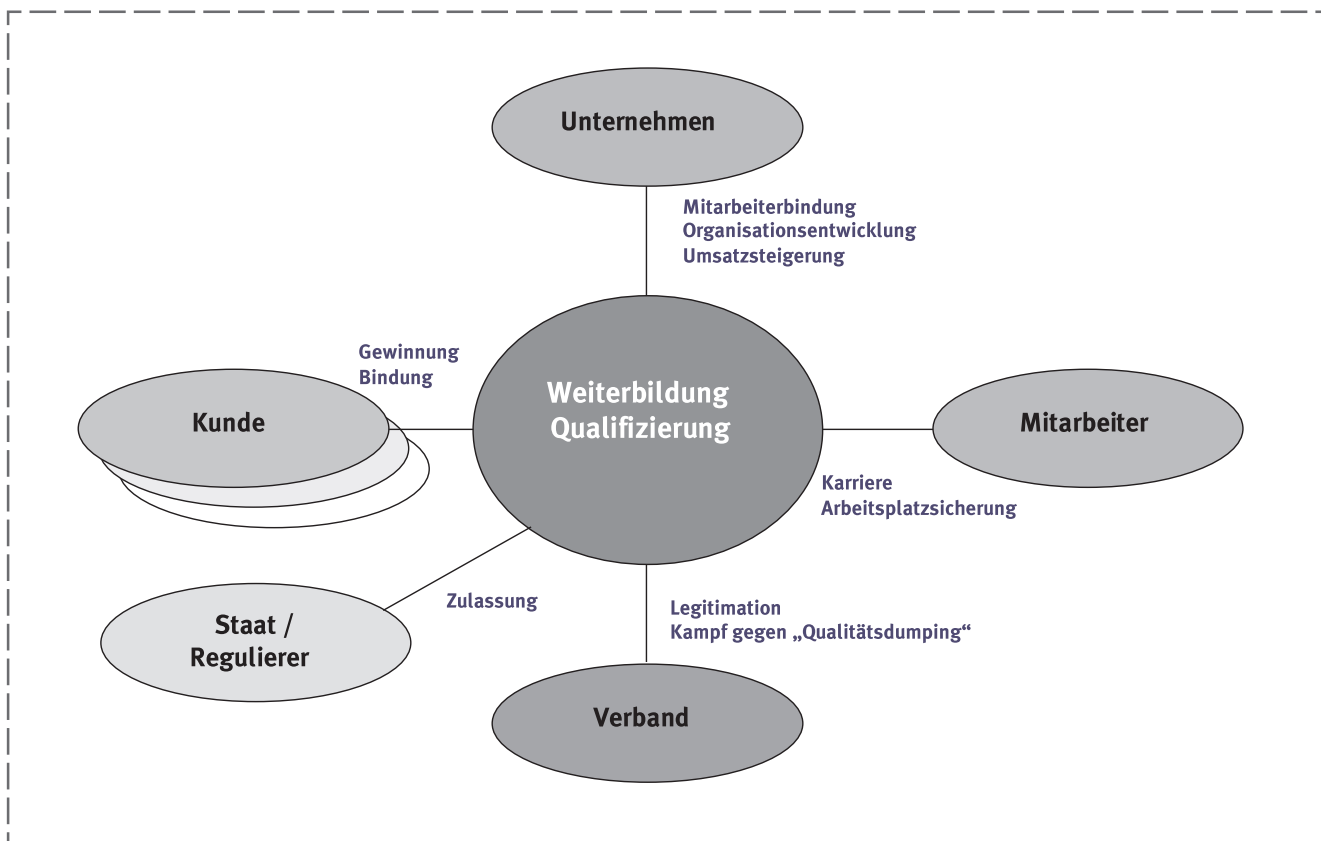 Unternehmen
Mitarbeiterbindung
Organisationsentwicklung
Umsatzsteigerung
Gewinnung
Bindung
Kunde
Weiterbildung
Qualifizierung
Mitarbeiter
Karriere
Arbeitsplatzsicherung
Staat /
Regulierer
Zulassung
Legitimation
Kampf gegen „Qualitätsdumping“
Verband